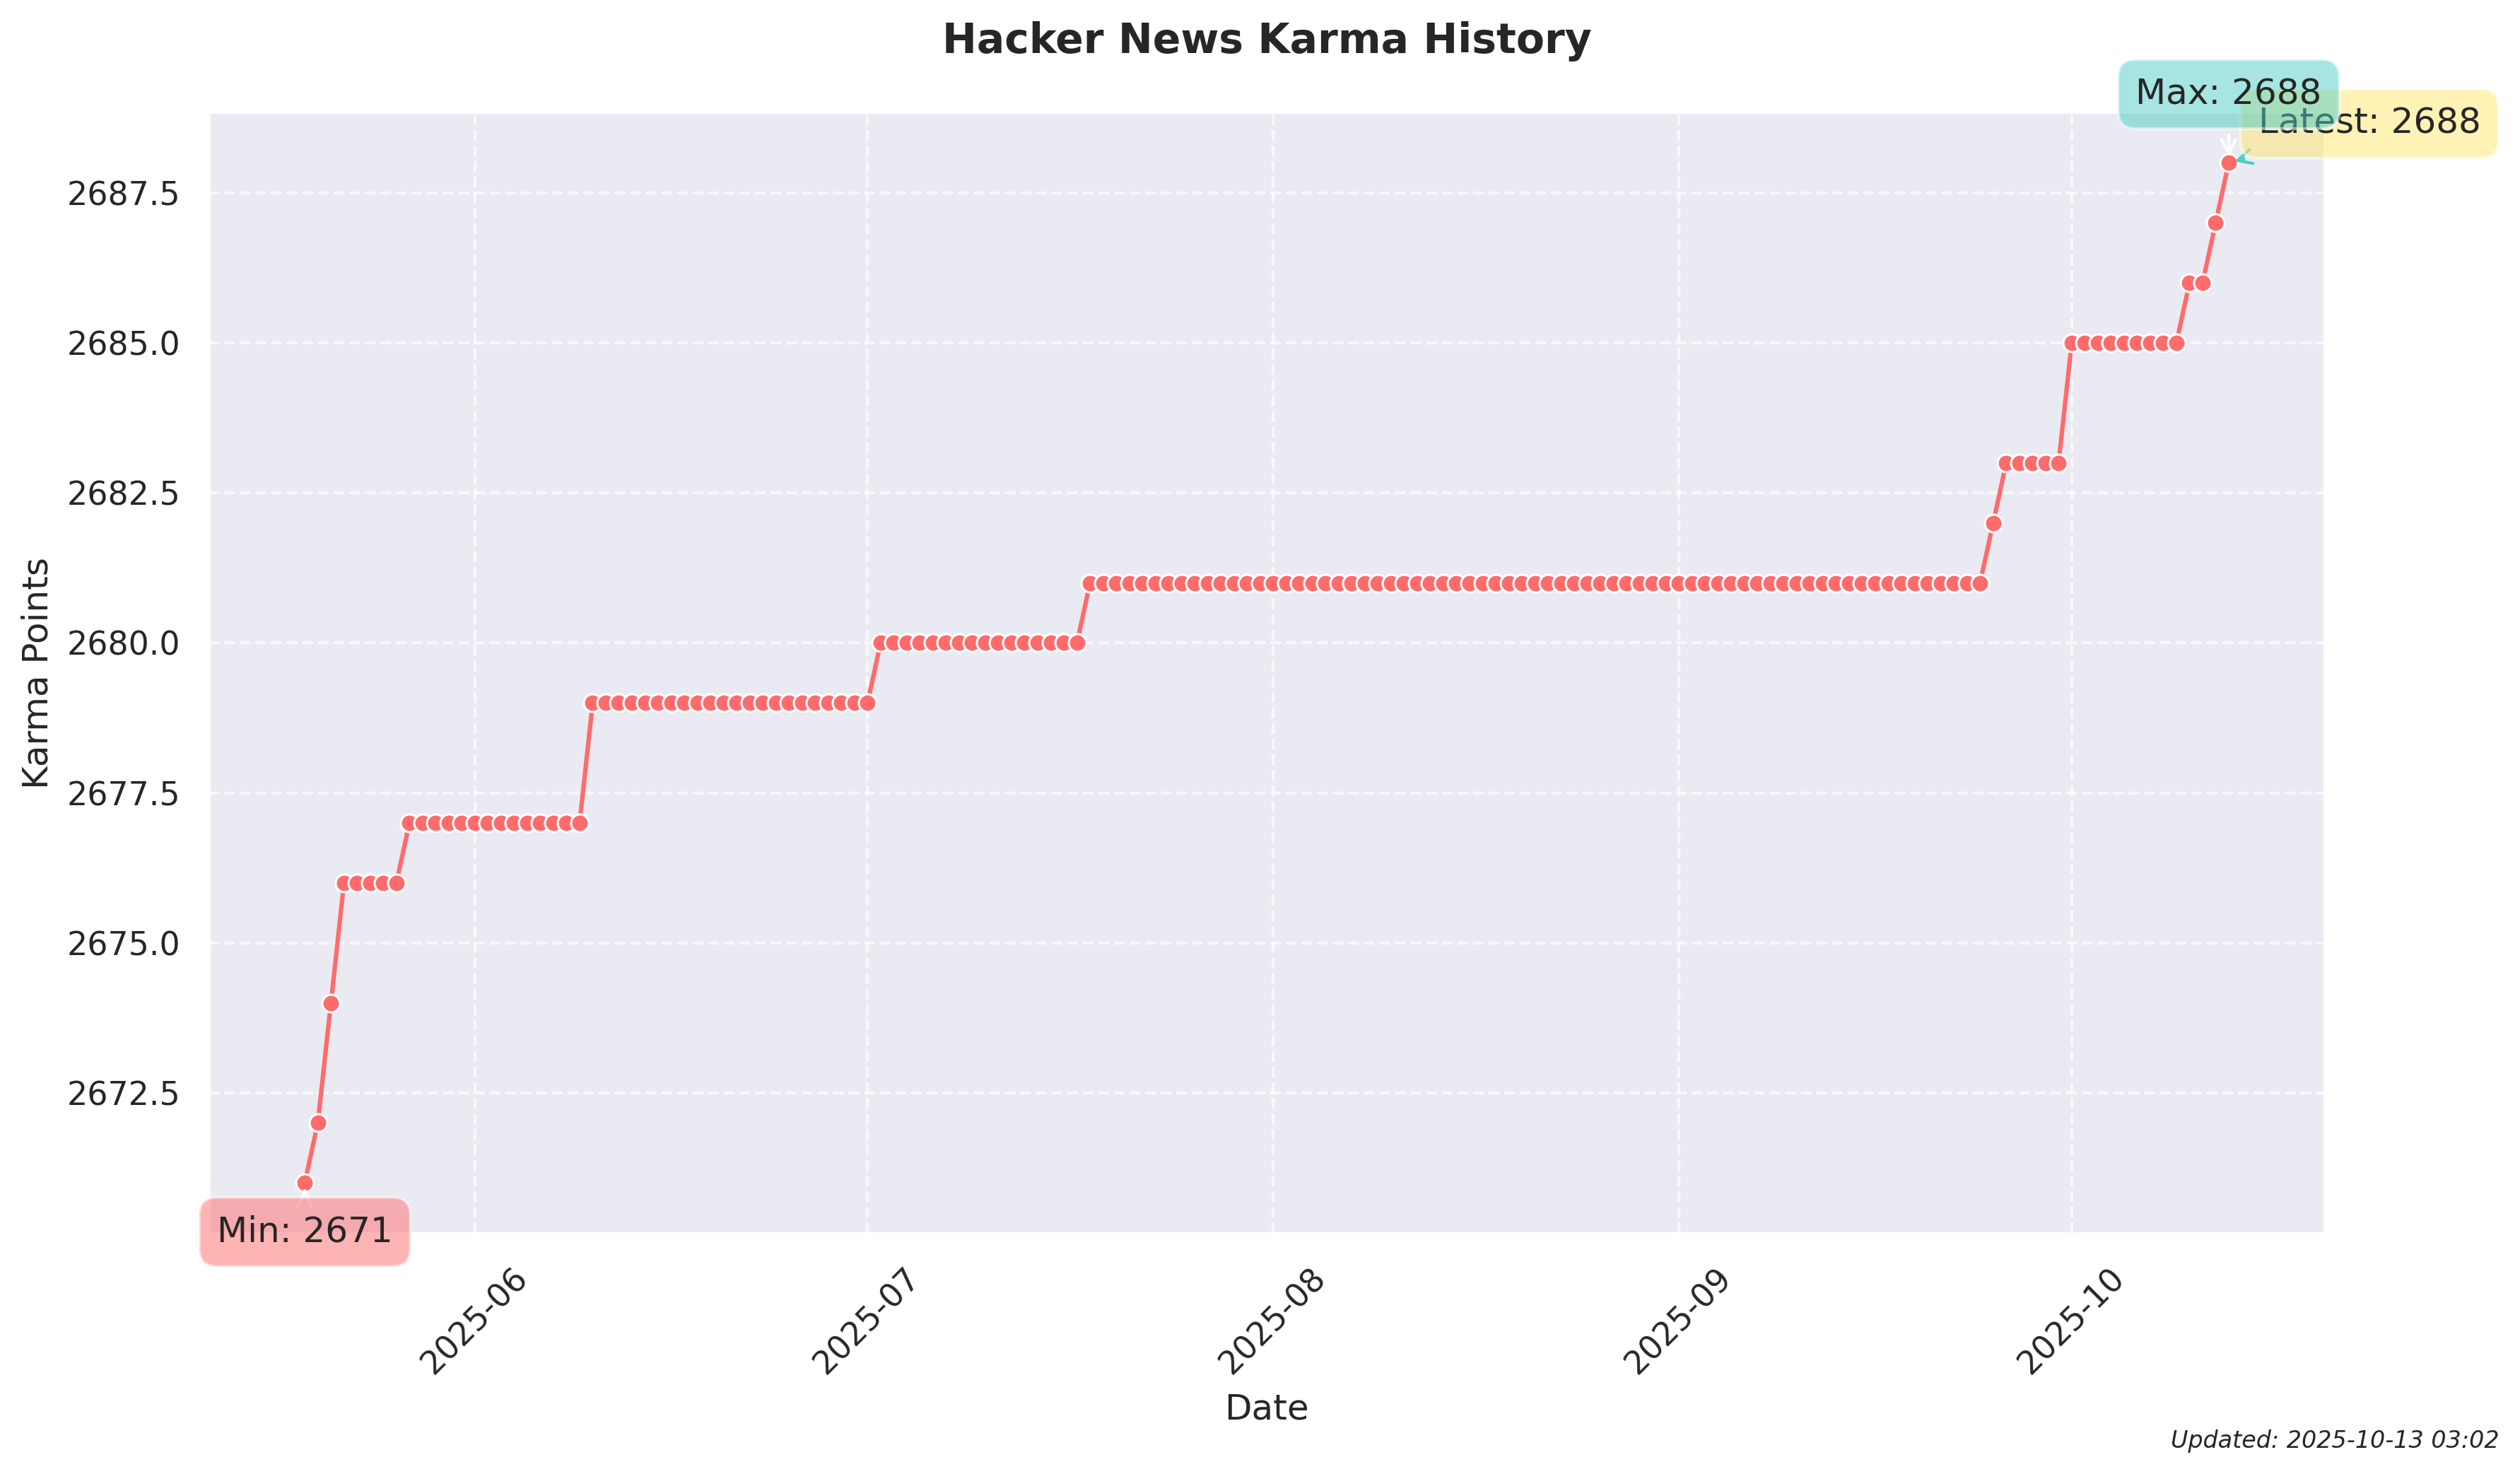 Hacker News Karma History
Max: 2688
Latest: 2688
2687.5
2685.0
2682.5
2680.0
2677.5
2675.0
2672.5
Karma Points
Min: 2671
2025-06
2025-07
2025-08
2025-09
2025-10
Date
Updated: 2025-10-13 03:02